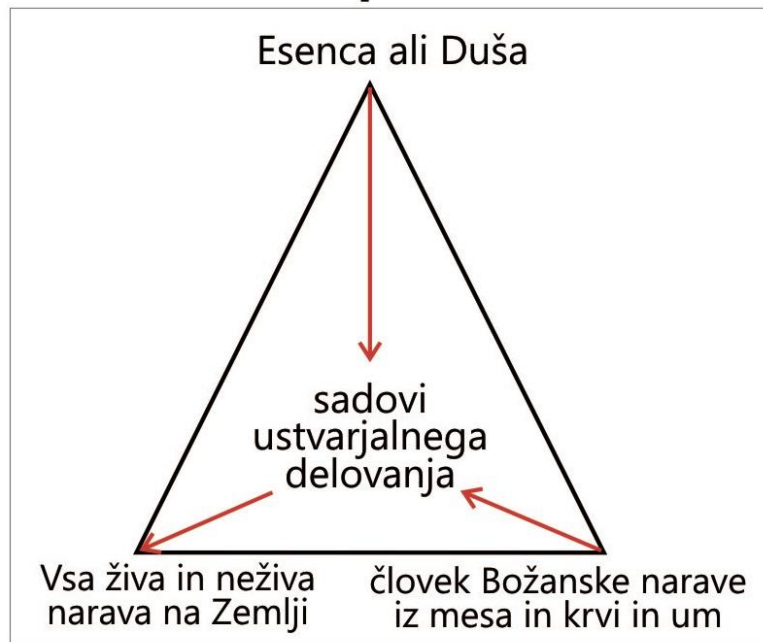 Esenca ali Duša
sadovi
ustvarjalnega
delovanja
Vsa živa in neživa
narava na Zemlji
človek Božanske narave
iz mesa in krvi in um